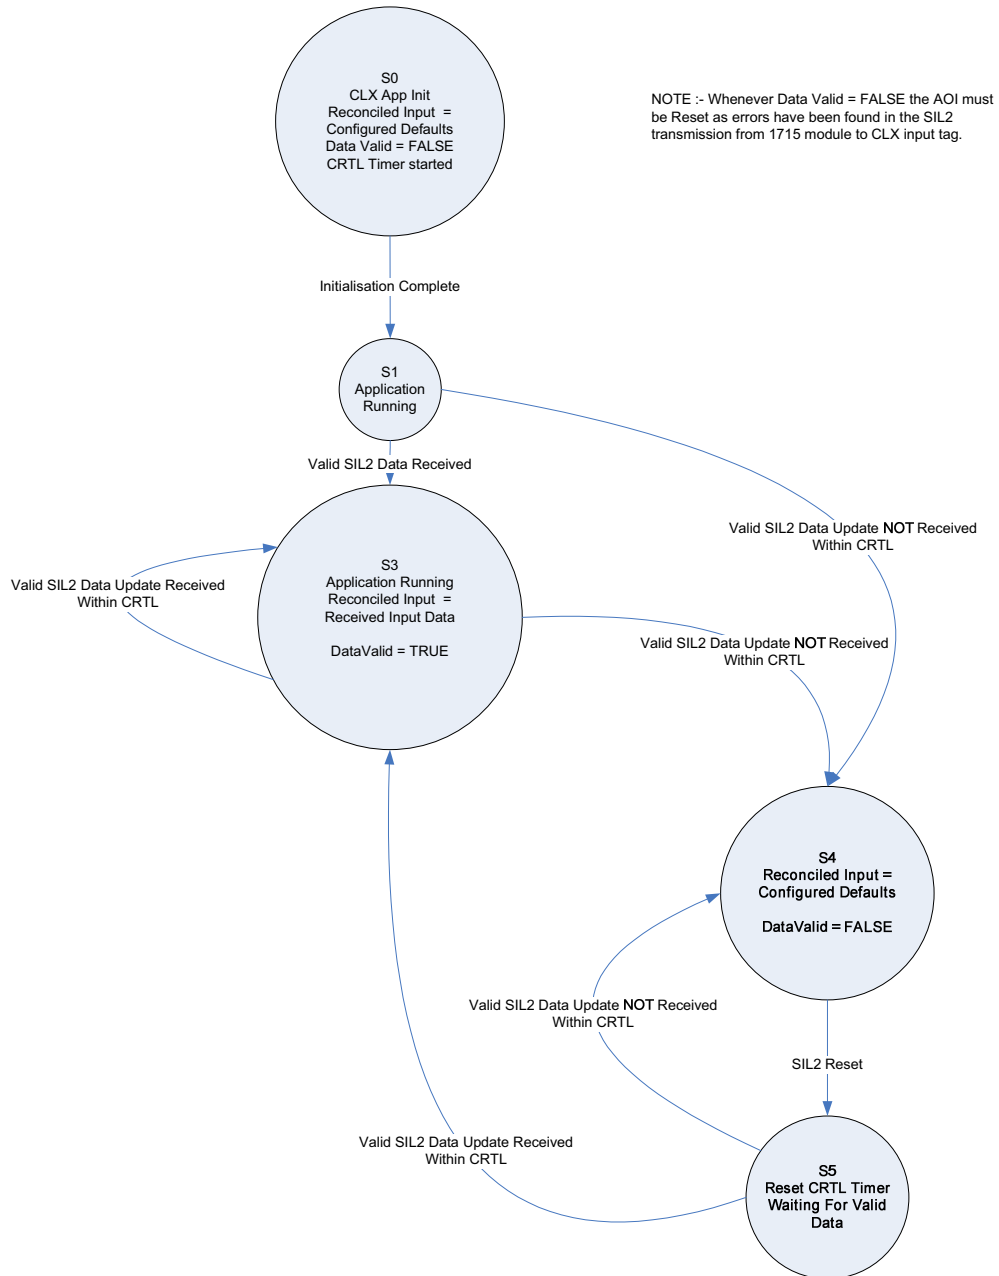 S0
CLX App Init
Reconciled Input =
Configured Defaults
Data Valid = FALSE
CRTL Timer started
NOTE :- Whenever Data Valid = FALSE the AOI must
be Reset as errors have been found in the SIL2
transmission from 1715 module to CLX input tag.
Initialisation Complete
S1
Application
Running
Valid SIL2 Data Received
Valid SIL2 Data Update NOT Received
Within CRTL
S3
Application Running
Reconciled Input =
Received Input Data
DataValid = TRUE
Valid SIL2 Data Update Received
Within CRTL
Valid SIL2 Data Update NOT Received
Within CRTL
S4
Reconciled Input =
Configured Defaults
DataValid = FALSE
Valid SIL2 Data Update NOT Received
Within CRTL
SIL2 Reset
Valid SIL2 Data Update Received
Within CRTL
S5
Reset CRTL Timer
Waiting For Valid
Data